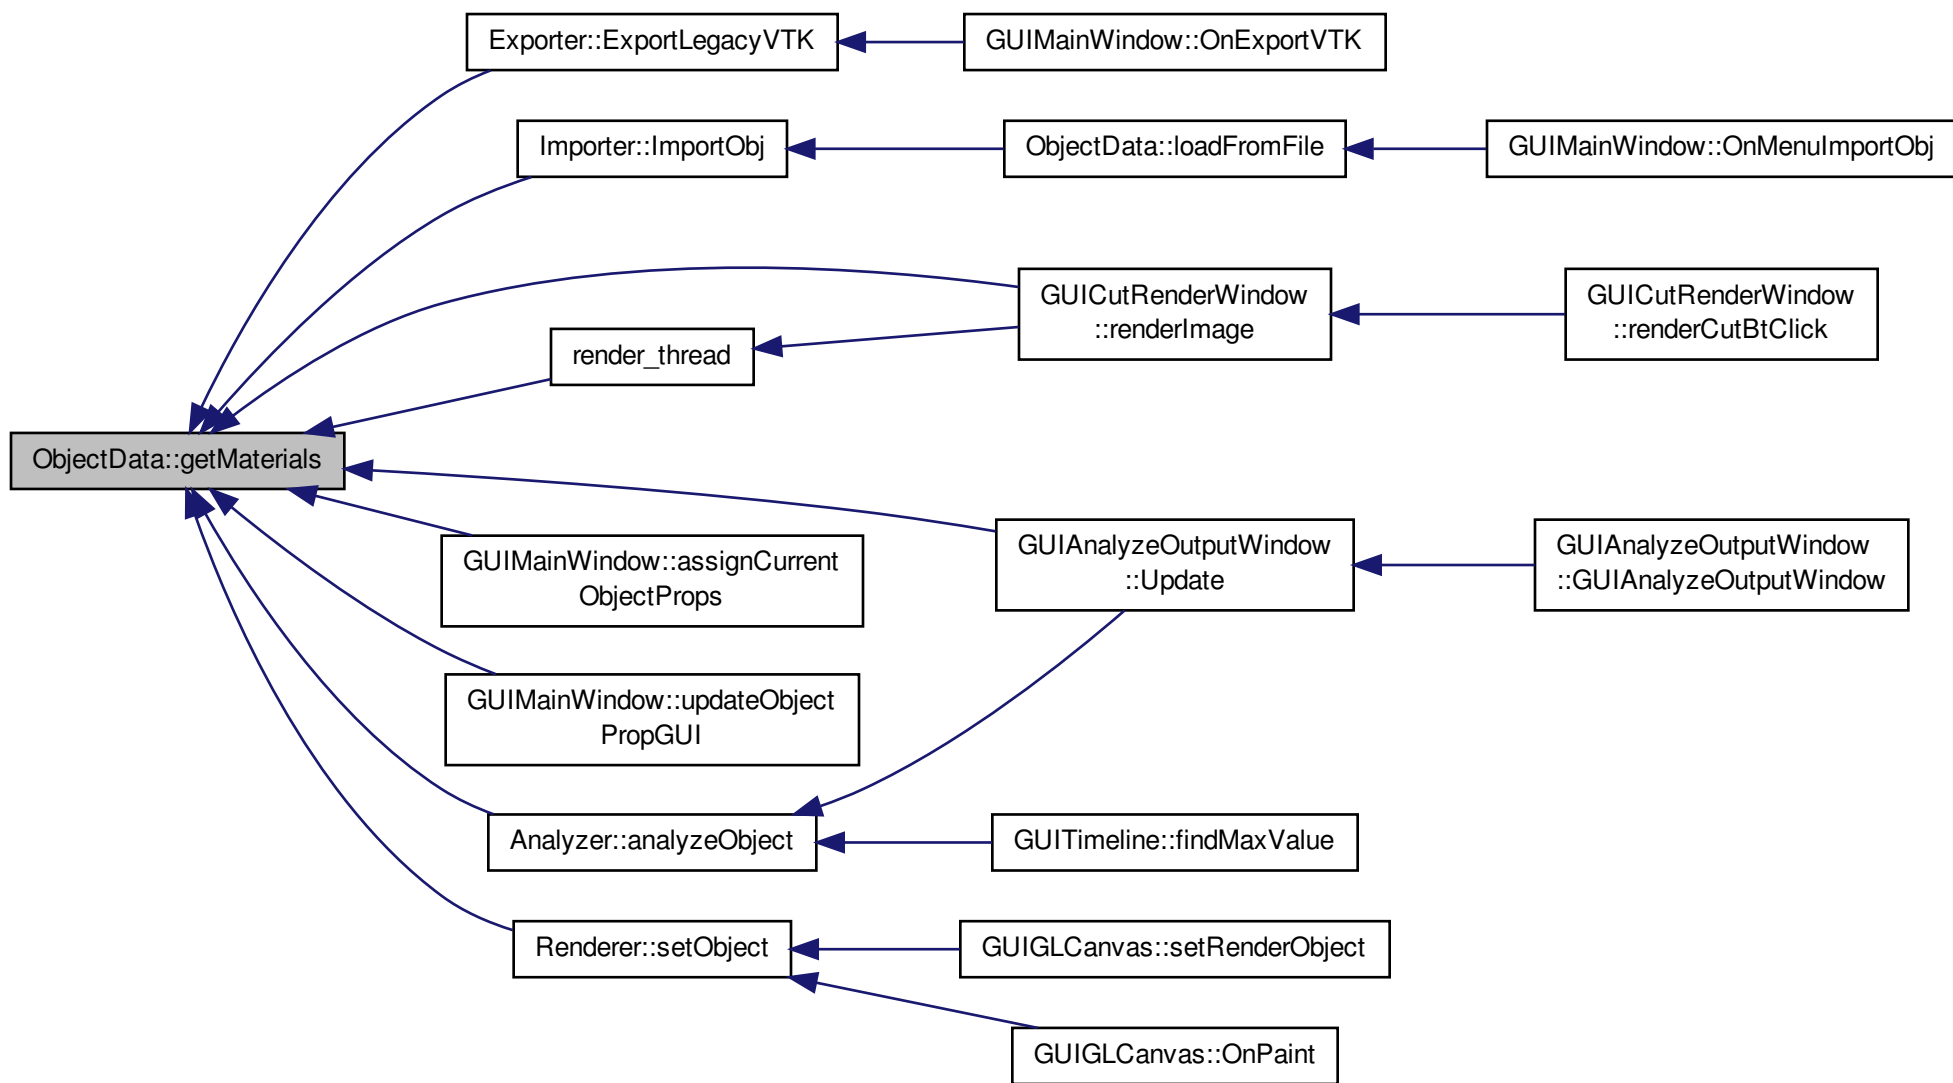 Exporter::ExportLegacyVTK
GUIMainWindow::OnExportVTK
Importer::ImportObj
ObjectData::loadFromFile
GUIMainWindow::OnMenuImportObj
GUICutRenderWindow
::renderImage
GUICutRenderWindow
::renderCutBtClick
render_thread
ObjectData::getMaterials
GUIMainWindow::assignCurrent
ObjectProps
GUIAnalyzeOutputWindow
::Update
GUIAnalyzeOutputWindow
::GUIAnalyzeOutputWindow
GUIMainWindow::updateObject
PropGUI
Analyzer::analyzeObject
GUITimeline::findMaxValue
Renderer::setObject
GUIGLCanvas::setRenderObject
GUIGLCanvas::OnPaint